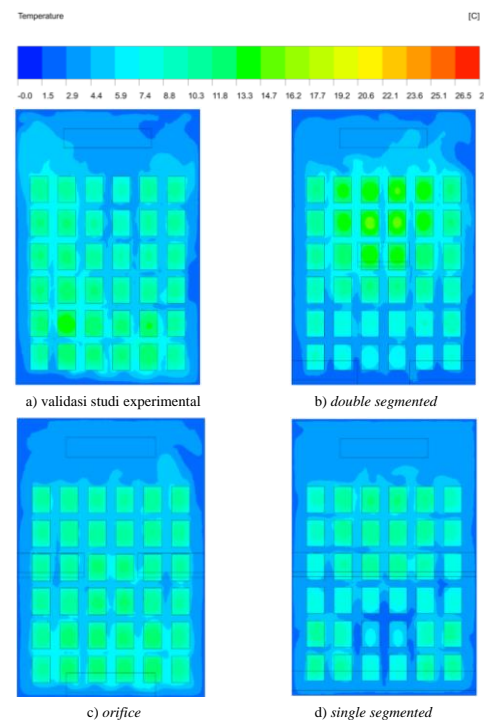 Temperature [C]
-0.0 1.5 2.9 4.4 5.9 7.4 8.8 10.3 11.8 13.3 14.7 16.2 17.7 19.2 20.6 22.1 23.6 25.1 26.5 2
a) validasi studi experimental b) double segmented
c) orifice d) single segmented